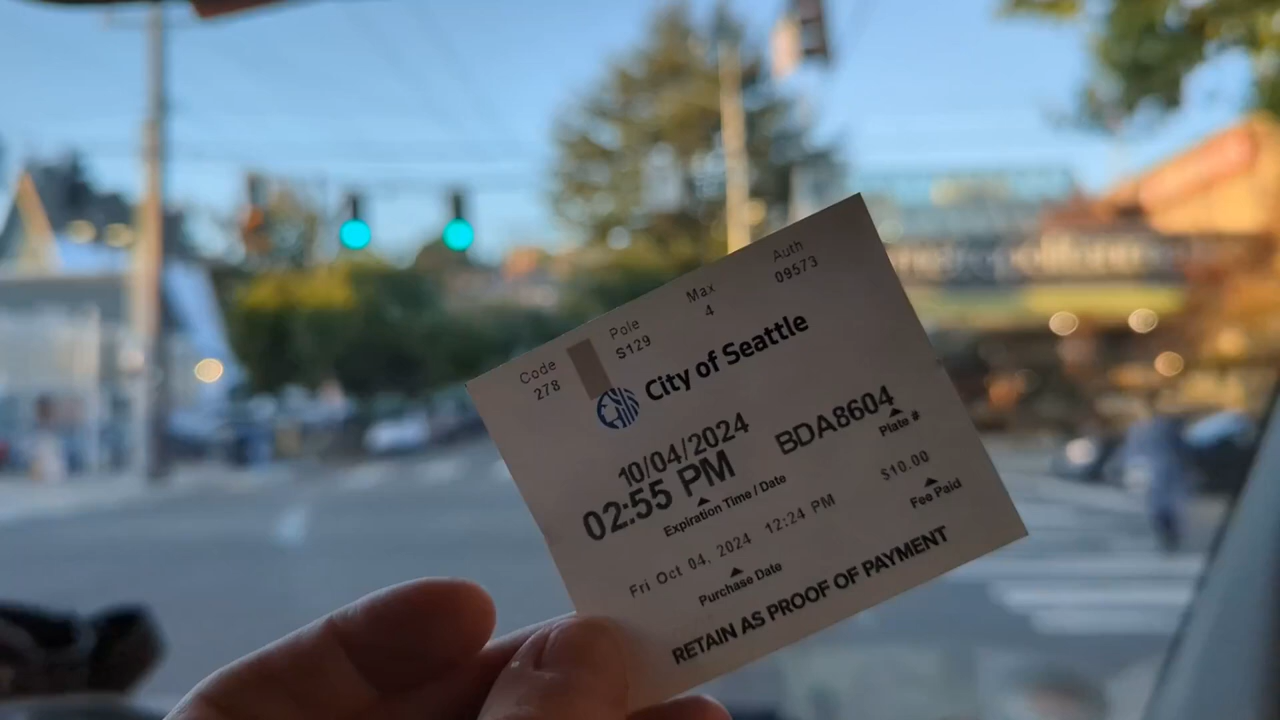 Code Pole Max Auth
278 S129 4 09573
City of Seattle
10/04/2024 BDA8604
02:55 PM Plate #
Expiration Time / Date $10.00
Fri Oct 04, 2024 12:24 PM Fee Paid
Purchase Date
RETAIN AS PROOF OF PAYMENT